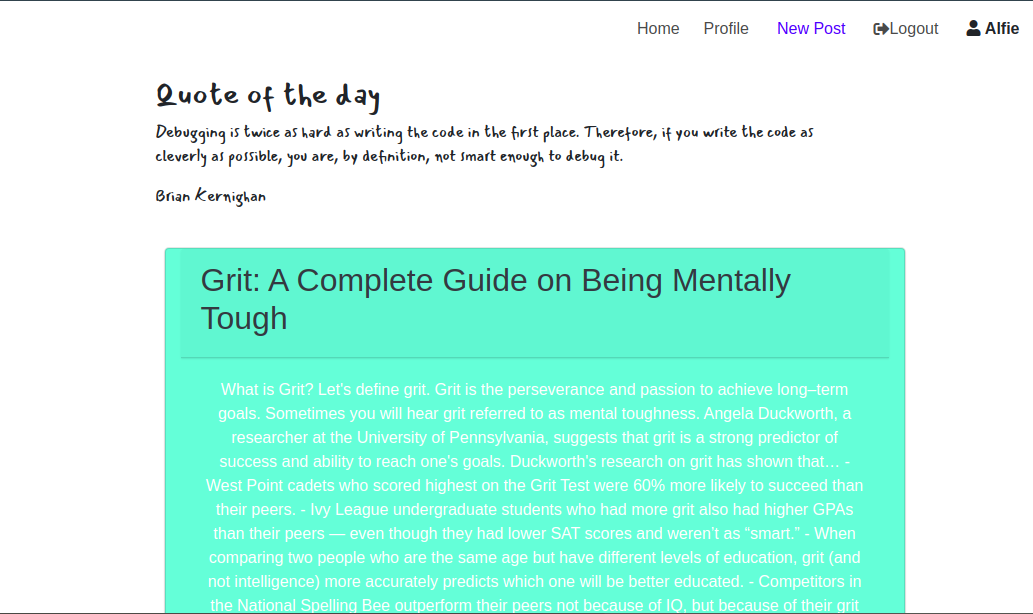 Home Profile New Post Logout Alfie
Quote of the day
Debugging is twice as hard as writing the code in the first place. Therefore, if you write the code as
cleverly as possible, you are, by definition, not smart enough to debug it.
Brian Kernighan
Grit: A Complete Guide on Being Mentally
Tough
What is Grit? Let's define grit. Grit is the perseverance and passion to achieve long–term
goals. Sometimes you will hear grit referred to as mental toughness. Angela Duckworth, a
researcher at the University of Pennsylvania, suggests that grit is a strong predictor of
success and ability to reach one's goals. Duckworth's research on grit has shown that… -
West Point cadets who scored highest on the Grit Test were 60% more likely to succeed than
their peers. - Ivy League undergraduate students who had more grit also had higher GPAs
than their peers — even though they had lower SAT scores and weren't as “smart.” - When
comparing two people who are the same age but have different levels of education, grit (and
not intelligence) more accurately predicts which one will be better educated. - Competitors in
the National Spelling Bee outperform their peers not because of IQ, but because of their grit